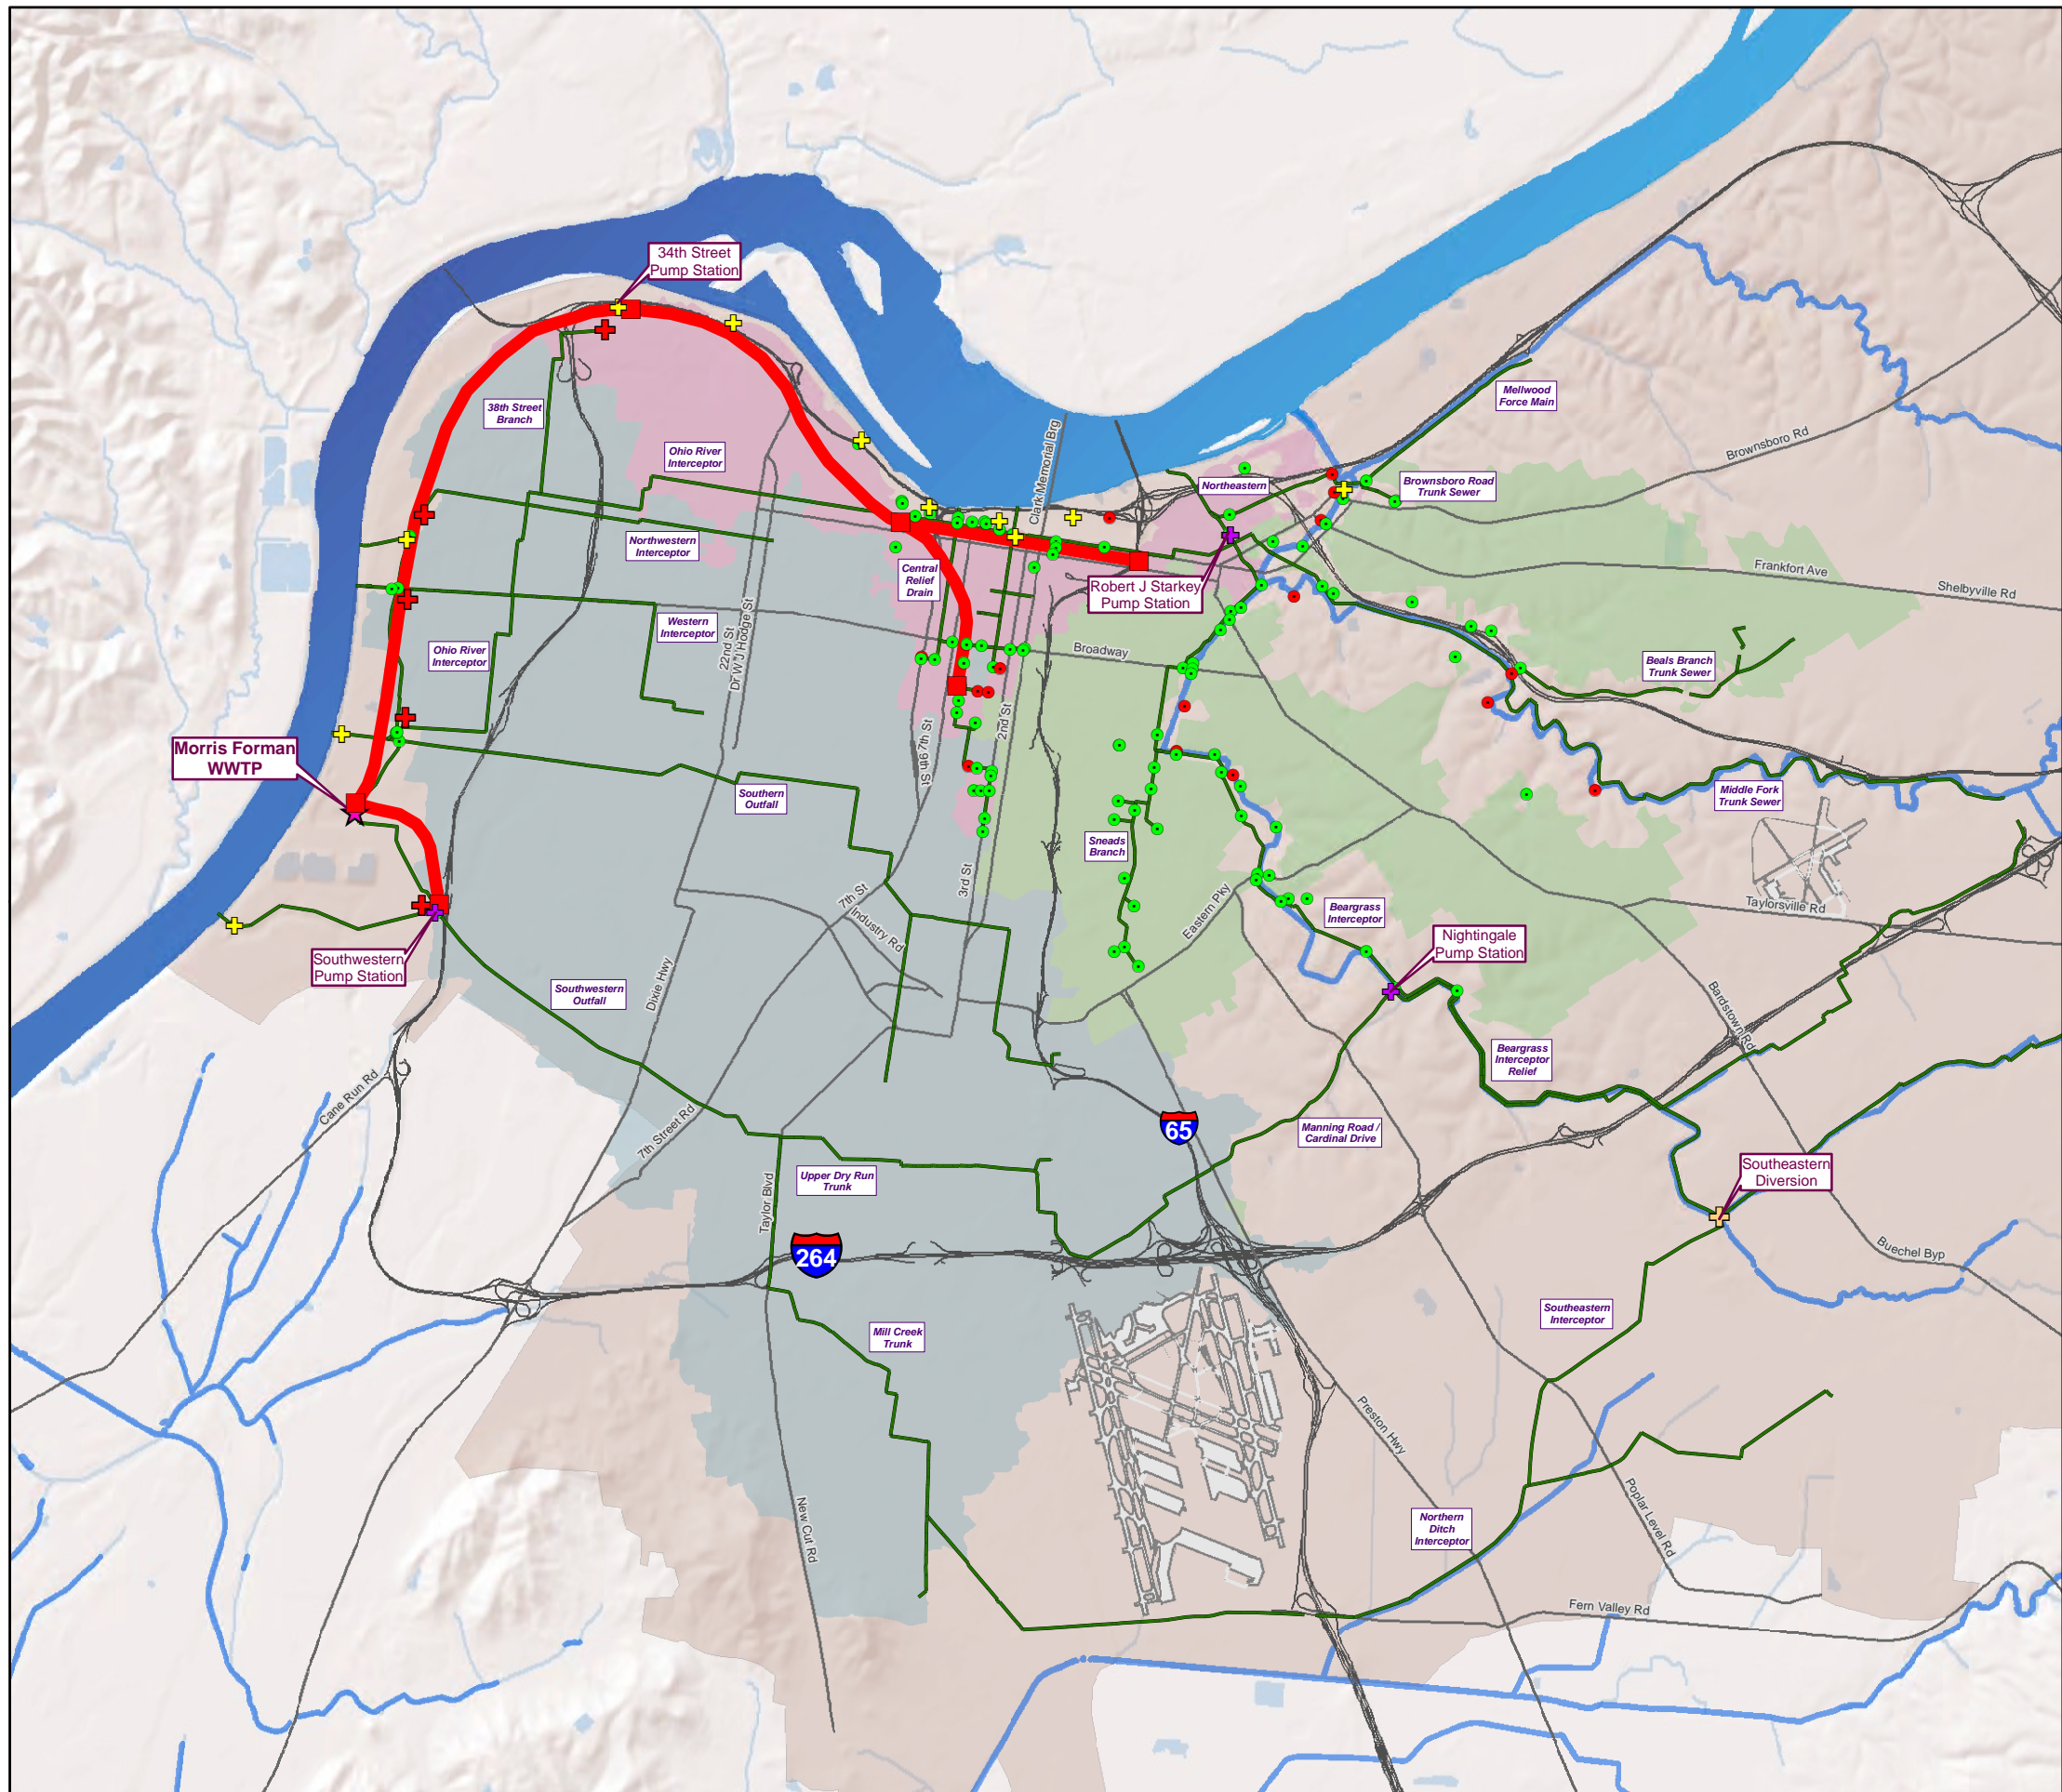 34th Street
Pump Station
38th Street
Branch
Ohio River
Interceptor
Clark Memorial Brg
Mellwood
Force Main
Brownsboro Rd
Northeastern
Brownsboro Road
Trunk Sewer
Northwestern
Interceptor
Central
Relief
Drain
Robert J Starkey
Pump Station
Frankfort Ave
Shelbyville Rd
Western
Interceptor
22nd St
Dr W J Hodge St
Ohio River
Interceptor
Broadway
Beals Branch
Trunk Sewer
Morris Forman
WWTP
2nd St
7th St
Southern
Outfall
Middle Fork
Trunk Sewer
Sneads
Branch
3rd St
7th St
Industry Rd
Eastern Pky
Beargrass
Interceptor
Taylorsville Rd
Nightingale
Pump Station
Southwestern
Pump Station
Southwestern
Outfall
Dixie Hwy
Bardstown Rd
Beargrass
Interceptor
Relief
Cane Run Rd
7th Street Rd
65
Manning Road /
Cardinal Drive
Southeastern
Diversion
Upper Dry Run
Trunk
Taylor Blvd
264
Buechel Byp
Southeastern
Interceptor
Mill Creek
Trunk
Preston Hwy
New Cut Rd
Poplar Level Rd
Northern
Ditch
Interceptor
Fern Valley Rd